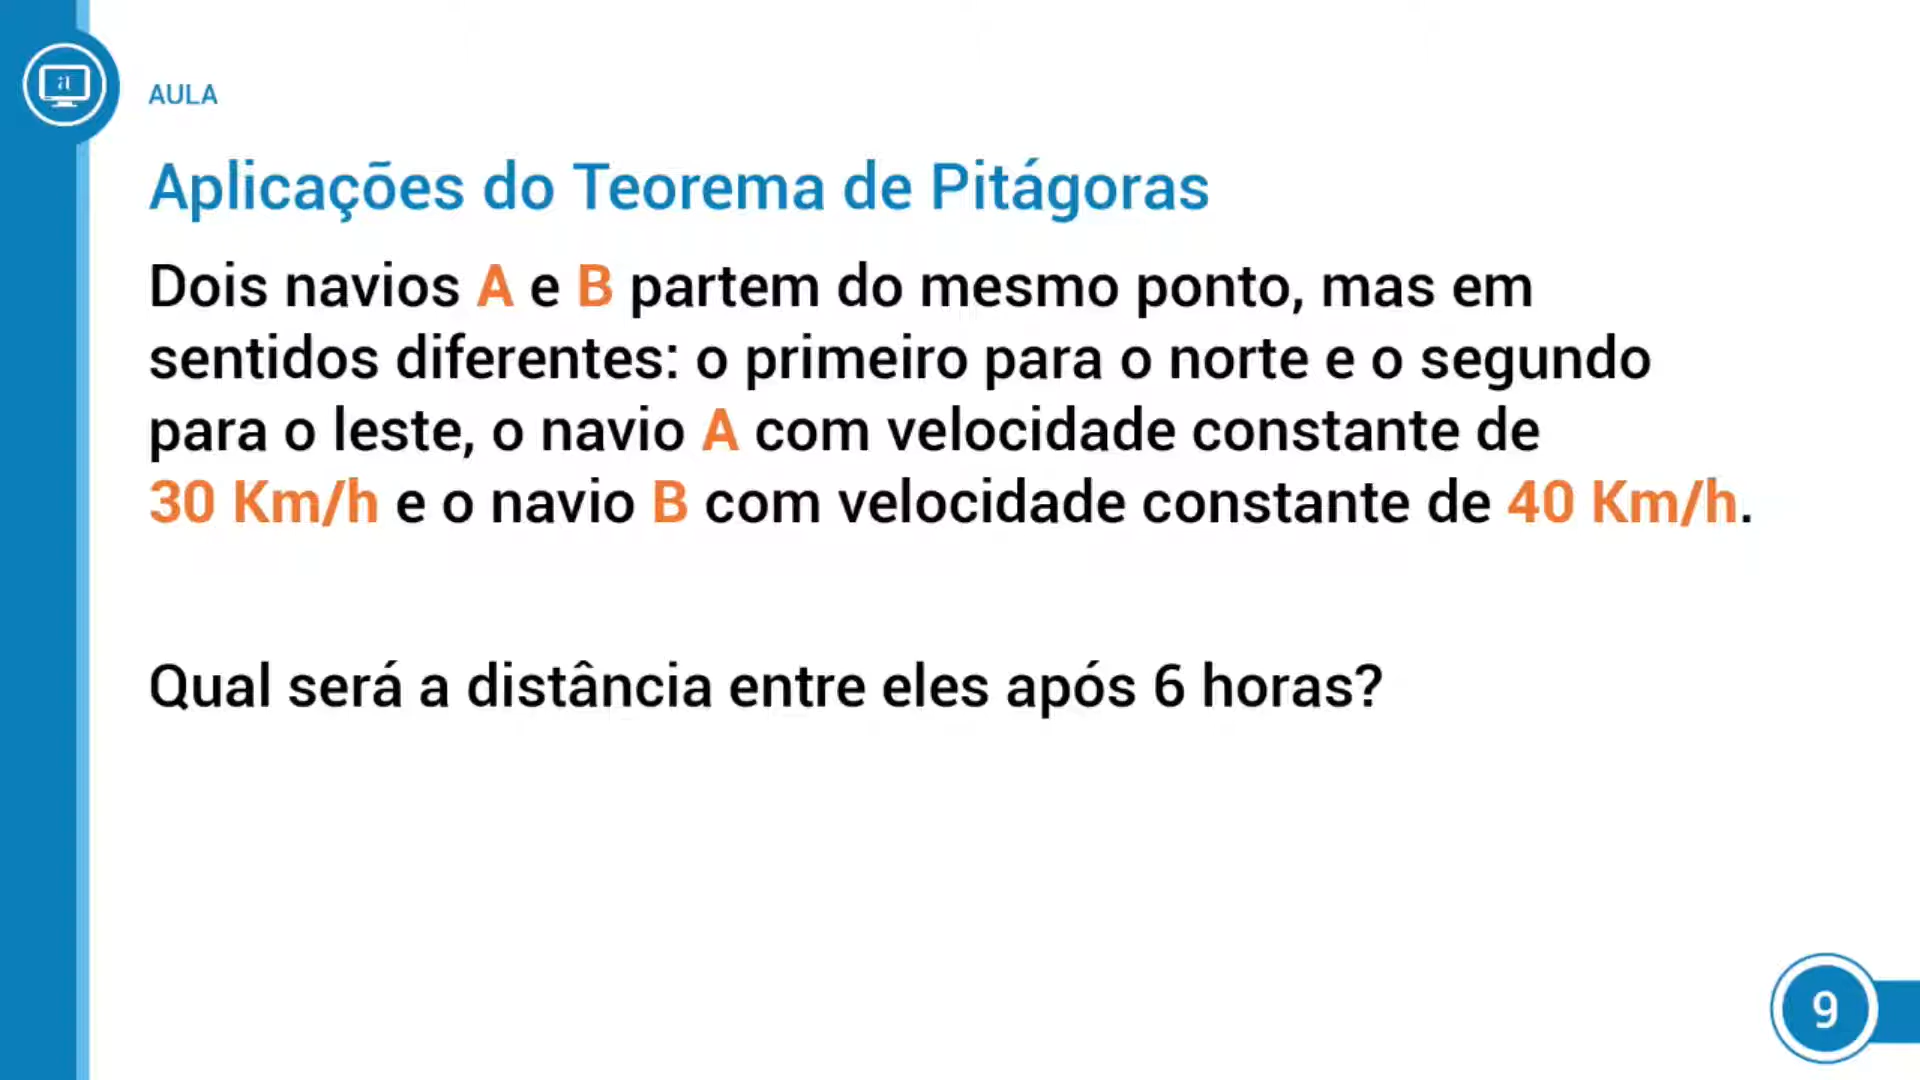 AULA
Aplicações do Teorema de Pitágoras
Dois navios A e B partem do mesmo ponto, mas em
sentidos diferentes: o primeiro para o norte e o segundo
para o leste, o navio A com velocidade constante de
30 Km/h e o navio B com velocidade constante de 40 Km/h.
Qual será a distância entre eles após 6 horas?
9